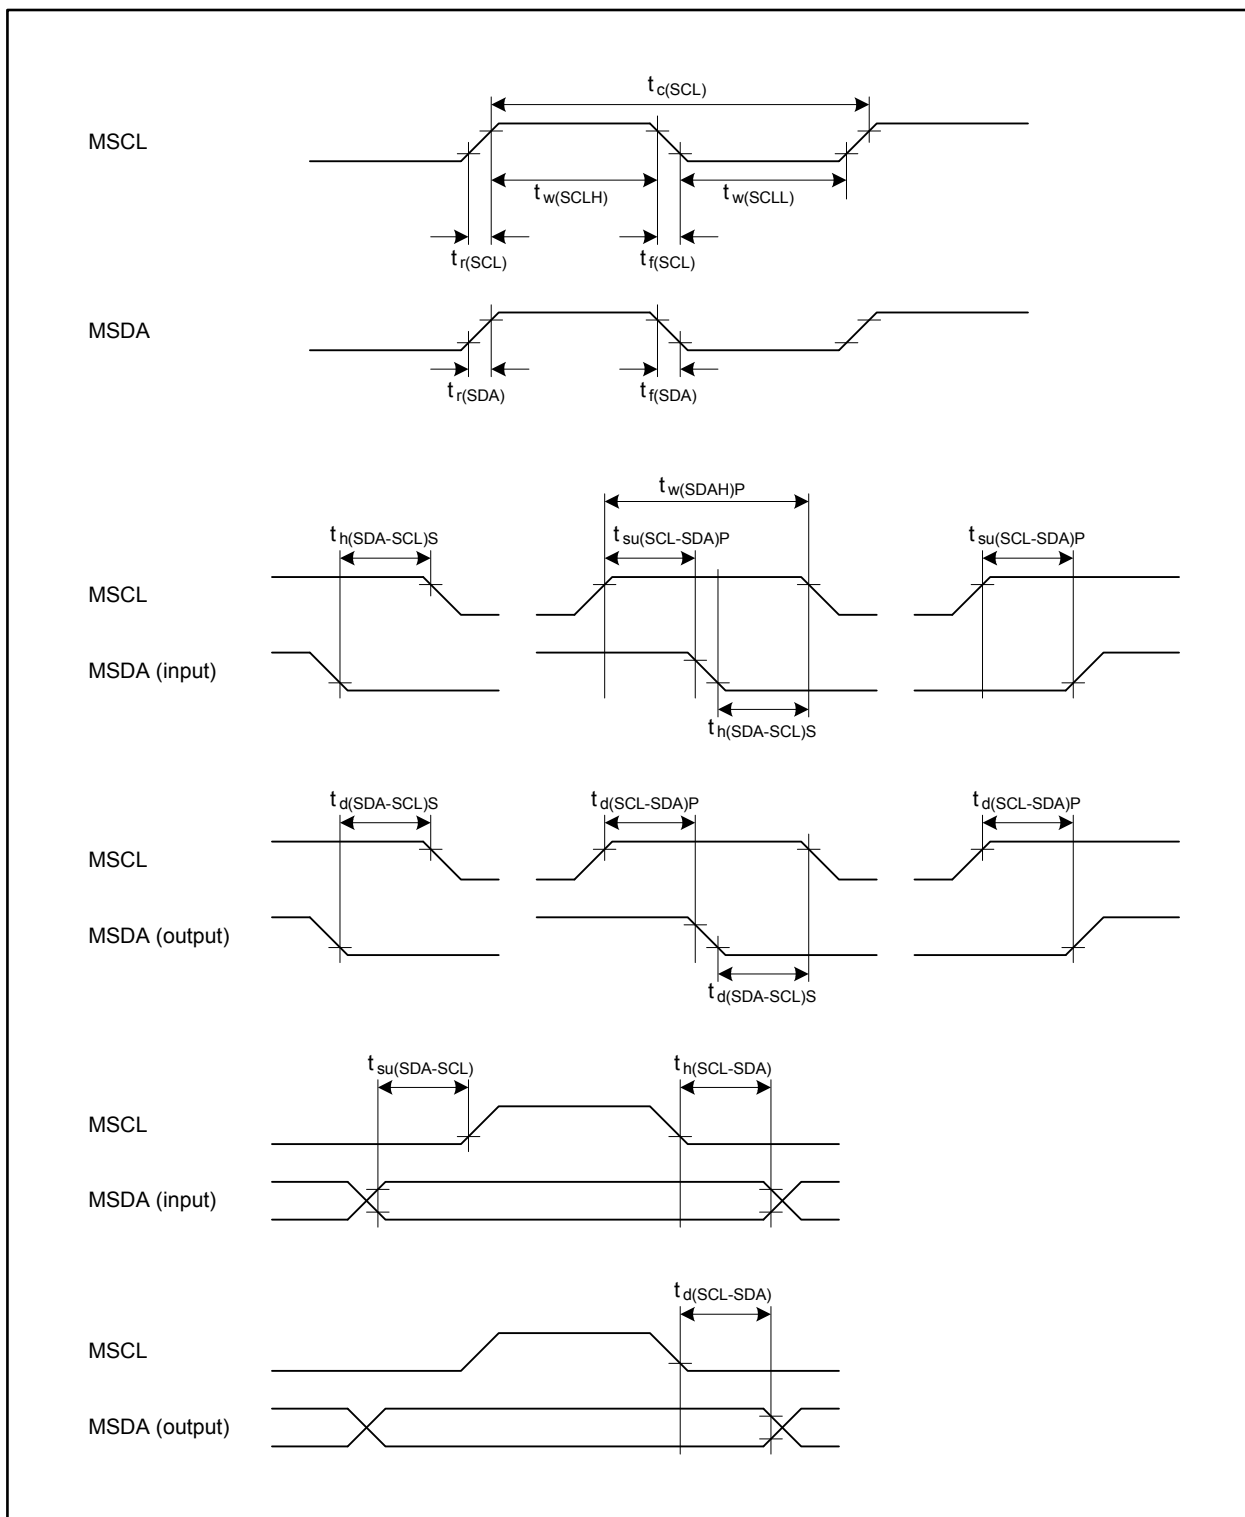 tc(SCL)
MSCL
tw(SCLH) tw(SCLL)
tr(SCL) tf(SCL)
MSDA
tr(SDA) tf(SDA)
tw(SDAH)P
th(SDA-SCL)S tsu(SCL-SDA)P tsu(SCL-SDA)P
MSCL
MSDA (input)
th(SDA-SCL)S
td(SDA-SCL)S td(SCL-SDA)P td(SCL-SDA)P
MSCL
MSDA (output)
td(SDA-SCL)S
tsu(SDA-SCL) th(SCL-SDA)
MSCL
MSDA (input)
td(SCL-SDA)
MSCL
MSDA (output)